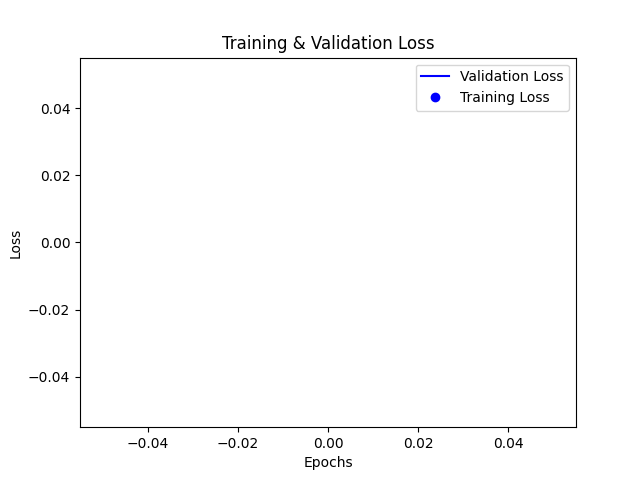 Training & Validation Loss
Validation Loss
Training Loss
0.04
0.02
0.00
−0.02
−0.04
Loss
−0.04
−0.02
0.00
0.02
0.04
Epochs